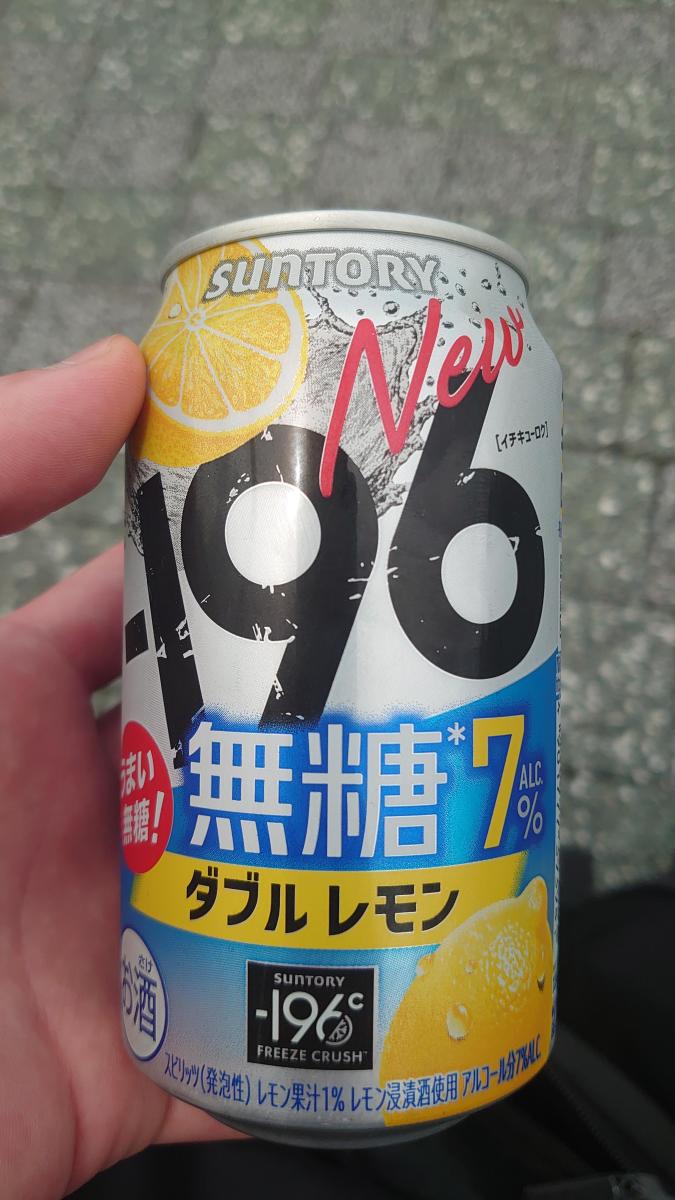 SUNTORY
New
-196
[イチキューロク]
うまい
無糖!
無糖* 7
ALC.
%
ダブルレモン
さけ
お酒
SUNTORY
-196℃
FREEZE CRUSH™
スピリッツ(発泡性) レモン果汁1% レモン浸漬酒使用 アルコール分7%ALC.